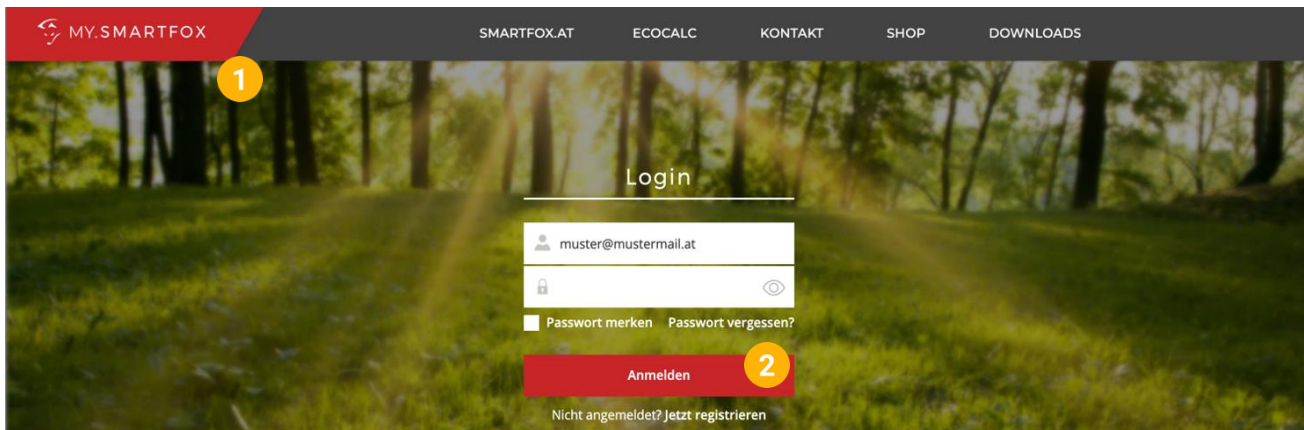 MY.SMARTFOX SMARTFOX.AT ECOCALC KONTAKT SHOP DOWNLOADS
1
Login
muster@mustermail.at
Passwort merken Passwort vergessen?
Anmelden 2
Nicht angemeldet? Jetzt registrieren